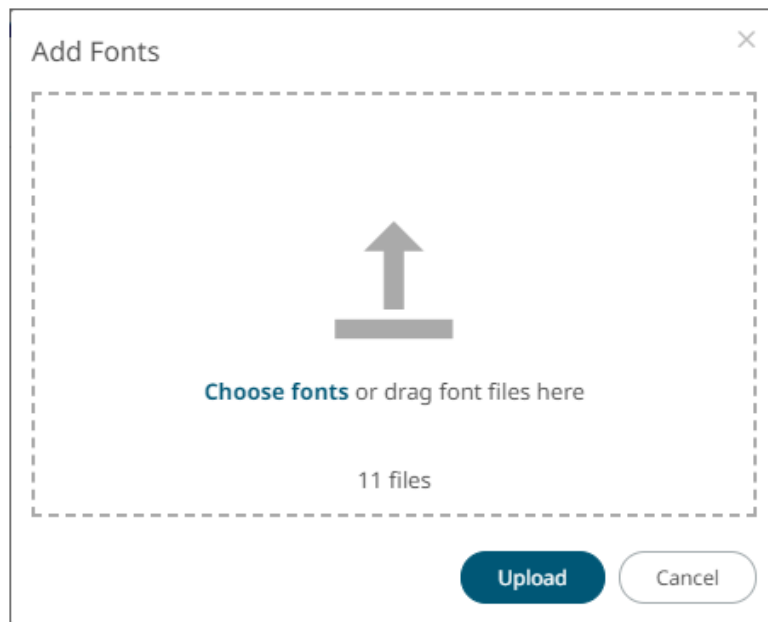 Add Fonts
Choose fonts or drag font files here
11 files
Upload
Cancel